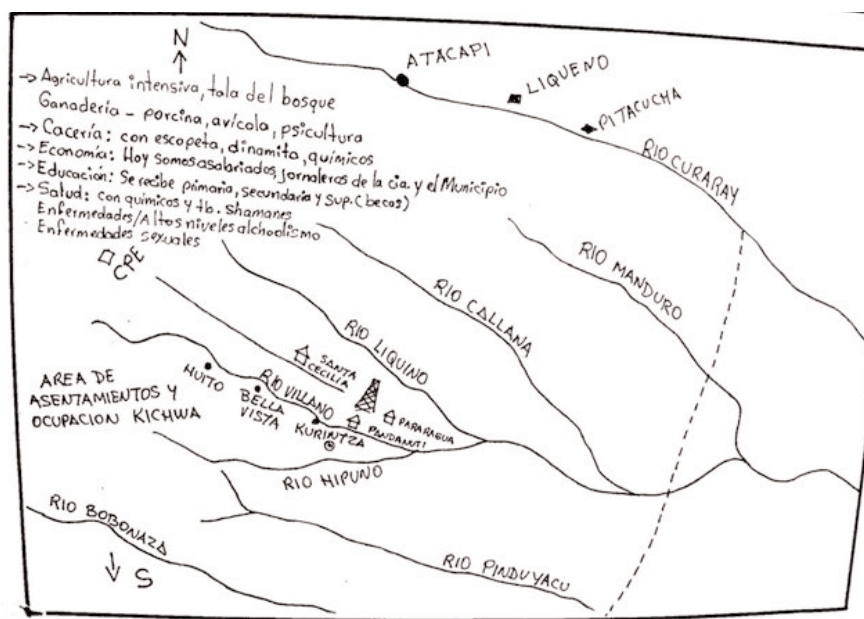 N
→ Agricultura intensiva, tala del bosque
Ganadería - porcina, avícola, psicultura
→ Cacería: con escopeta, dinamita, químicos
→ Economía: Hoy somos asalariados, jornaleros de la cia. y el Municipio
→ Educación: Se recibe primaria, secundaria y sup. (becas)
→ Salud: con químicos y tb. shamanes
Enfermedades/Altos niveles alchoolismo
Enfermedades sexuales
ATACAPI
LIQUENO
PITACUCHA
RIO CURARAY
RIO MANDURO
RIO CALLANA
RIO LIQUINO
CPE
SANTA
CECILIA
RIO VILLANO
HUITO
BELLA
VISTA
KURINTZA
PANDANUTI
PARARAGUA
AREA DE
ASENTAMIENTOS Y
OCUPACION KICHWA
RIO HIPUNO
RIO BOBONAZA
RIO PINDUYACU
S